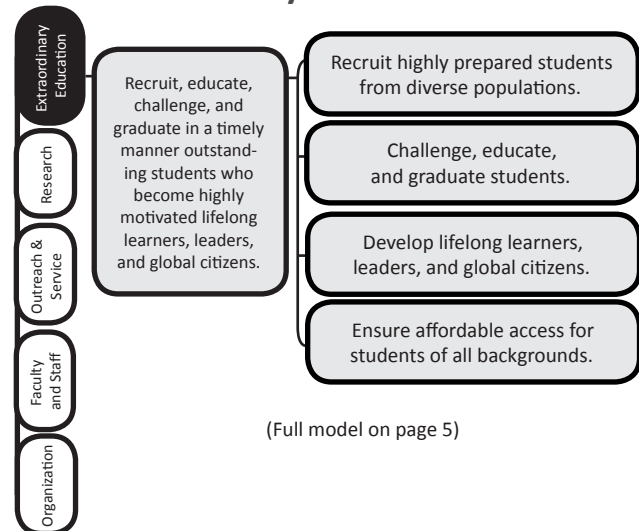 Extraordinary
Education
Research
Outreach &
Service
Faculty
and Staff
Organization
Recruit, educate,
challenge, and
graduate in a timely
manner outstand-
ing students who
become highly
motivated lifelong
learners, leaders,
and global citizens.
Recruit highly prepared students
from diverse populations.
Challenge, educate,
and graduate students.
Develop lifelong learners,
leaders, and global citizens.
Ensure affordable access for
students of all backgrounds.
(Full model on page 5)